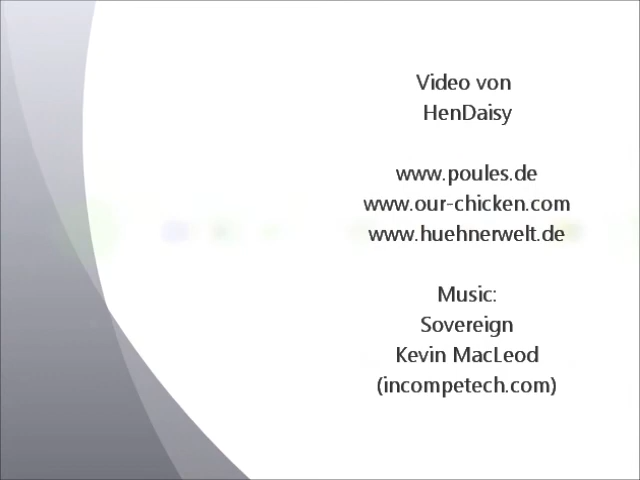 Video von
HenDaisy
www.poules.de
www.our-chicken.com
www.huehnerwelt.de
Music:
Sovereign
Kevin MacLeod
(incompetech.com)